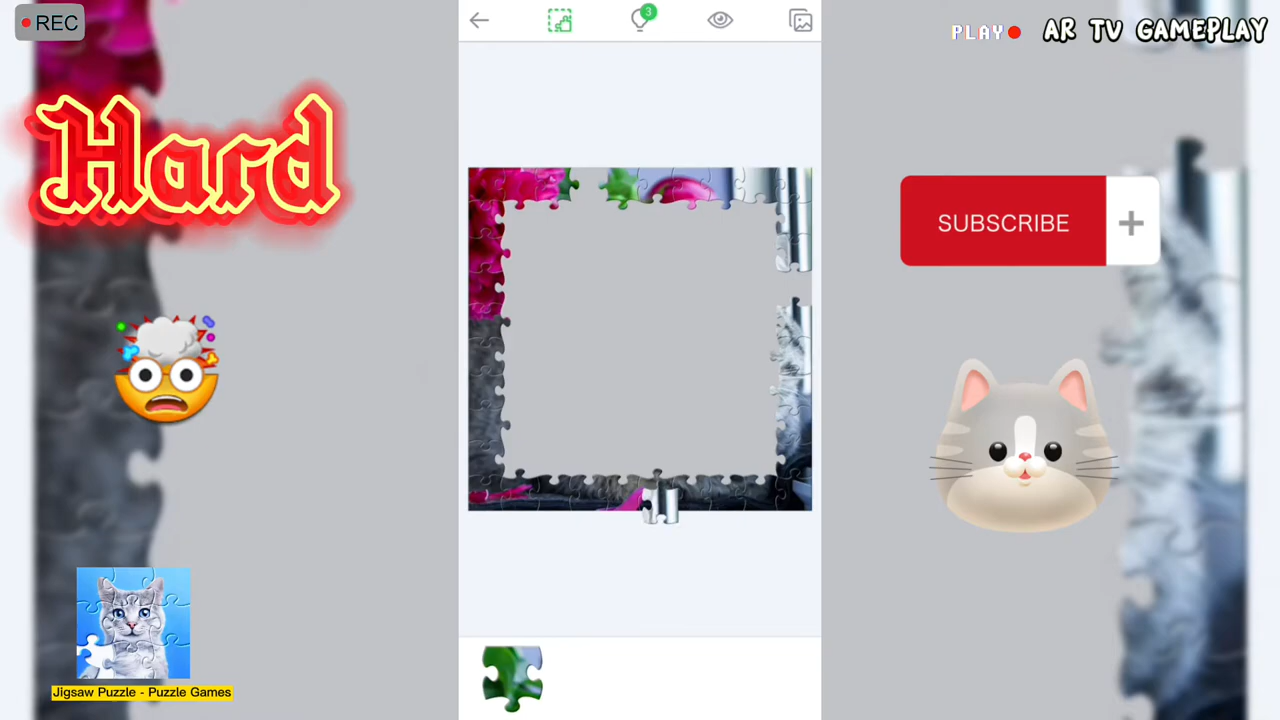 REC
3
PLAY
AR TV GAMEPLAY
Hard
SUBSCRIBE
Jigsaw Puzzle - Puzzle Games